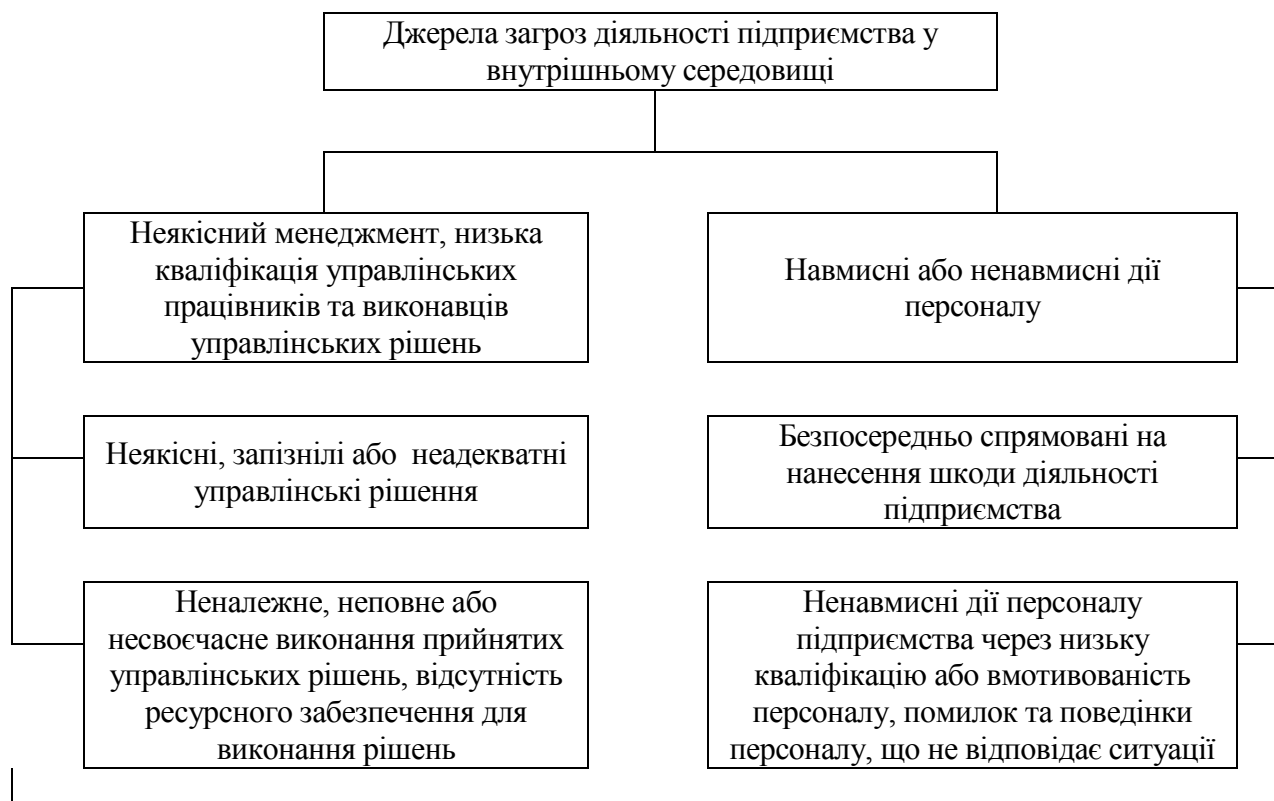 Джерела загроз діяльності підприємства у
внутрішньому середовищі
Неякісний менеджмент, низька
кваліфікація управлінських
працівників та виконавців
управлінських рішень
Навмисні або ненавмисні дії
персоналу
Неякісні, запізнілі або  неадекватні
управлінські рішення
Безпосередньо спрямовані на
нанесення шкоди діяльності
підприємства
Неналежне, неповне або
несвоєчасне виконання прийнятих
управлінських рішень, відсутність
ресурсного забезпечення для
виконання рішень
Ненавмисні дії персоналу
підприємства через низьку
кваліфікацію або вмотивованість
персоналу, помилок та поведінки
персоналу, що не відповідає ситуації